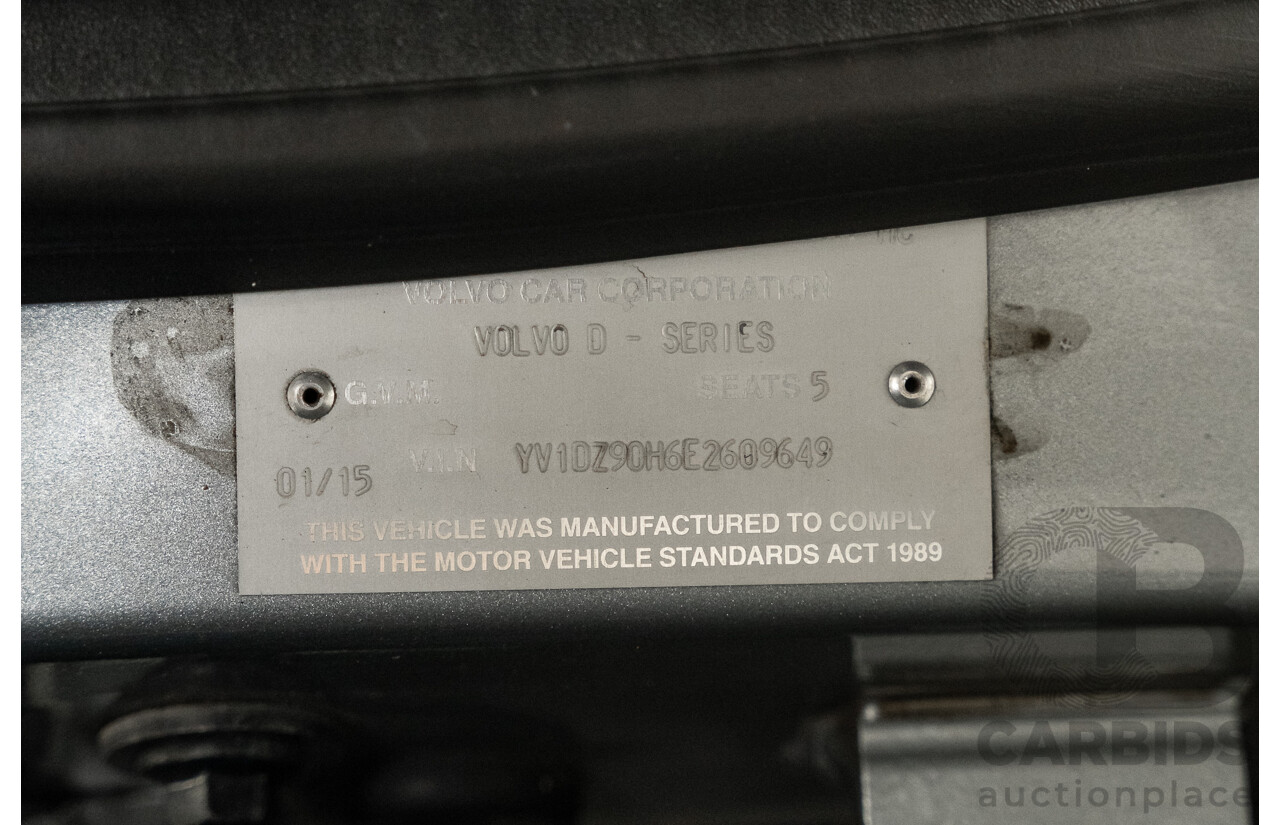 VOLVO CAR CORPORATION
VOLVO D - SERIES
G.V.M. SEATS 5
01/15 V.I.N YV1DZ90H6E2609649
THIS VEHICLE WAS MANUFACTURED TO COMPLY
WITH THE MOTOR VEHICLE STANDARDS ACT 1989
CB
CARBIDS
auctionplace